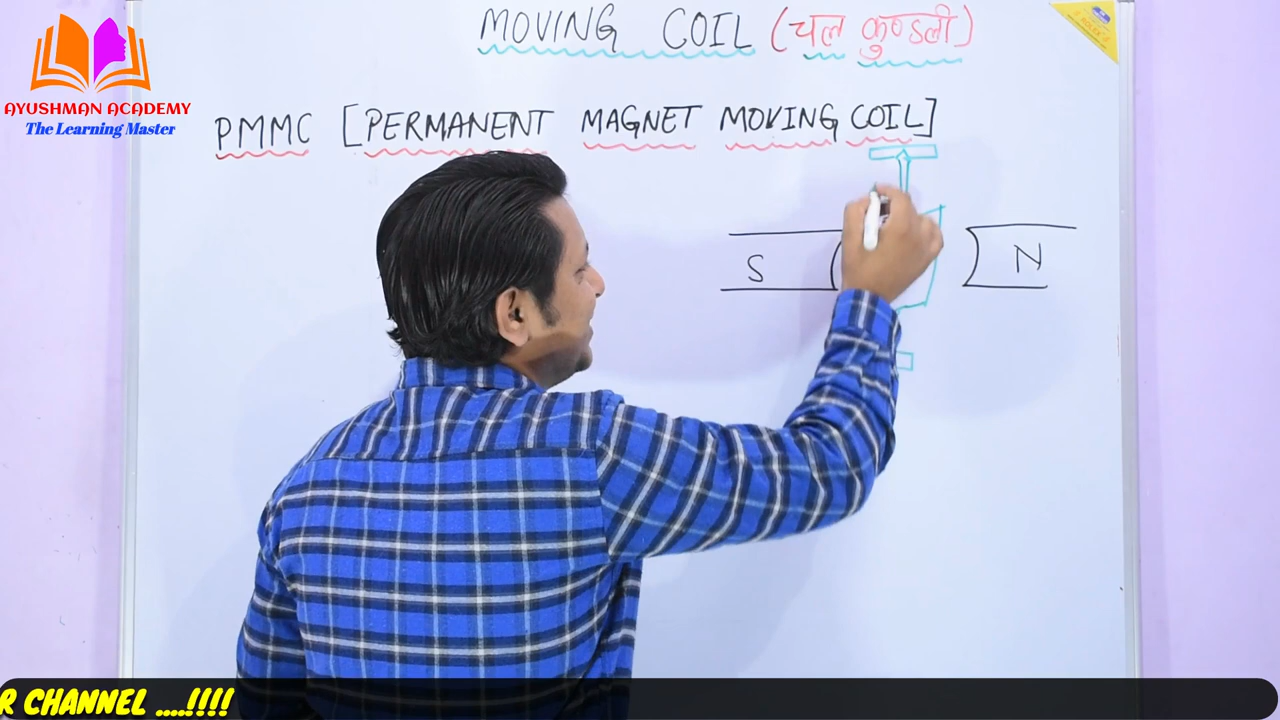 MOVING COIL (चल कुण्डली)
AYUSHMAN ACADEMY
The Learning Master
PMMC [PERMANENT MAGNET MOVING COIL]
S
N
R CHANNEL ....!!!!